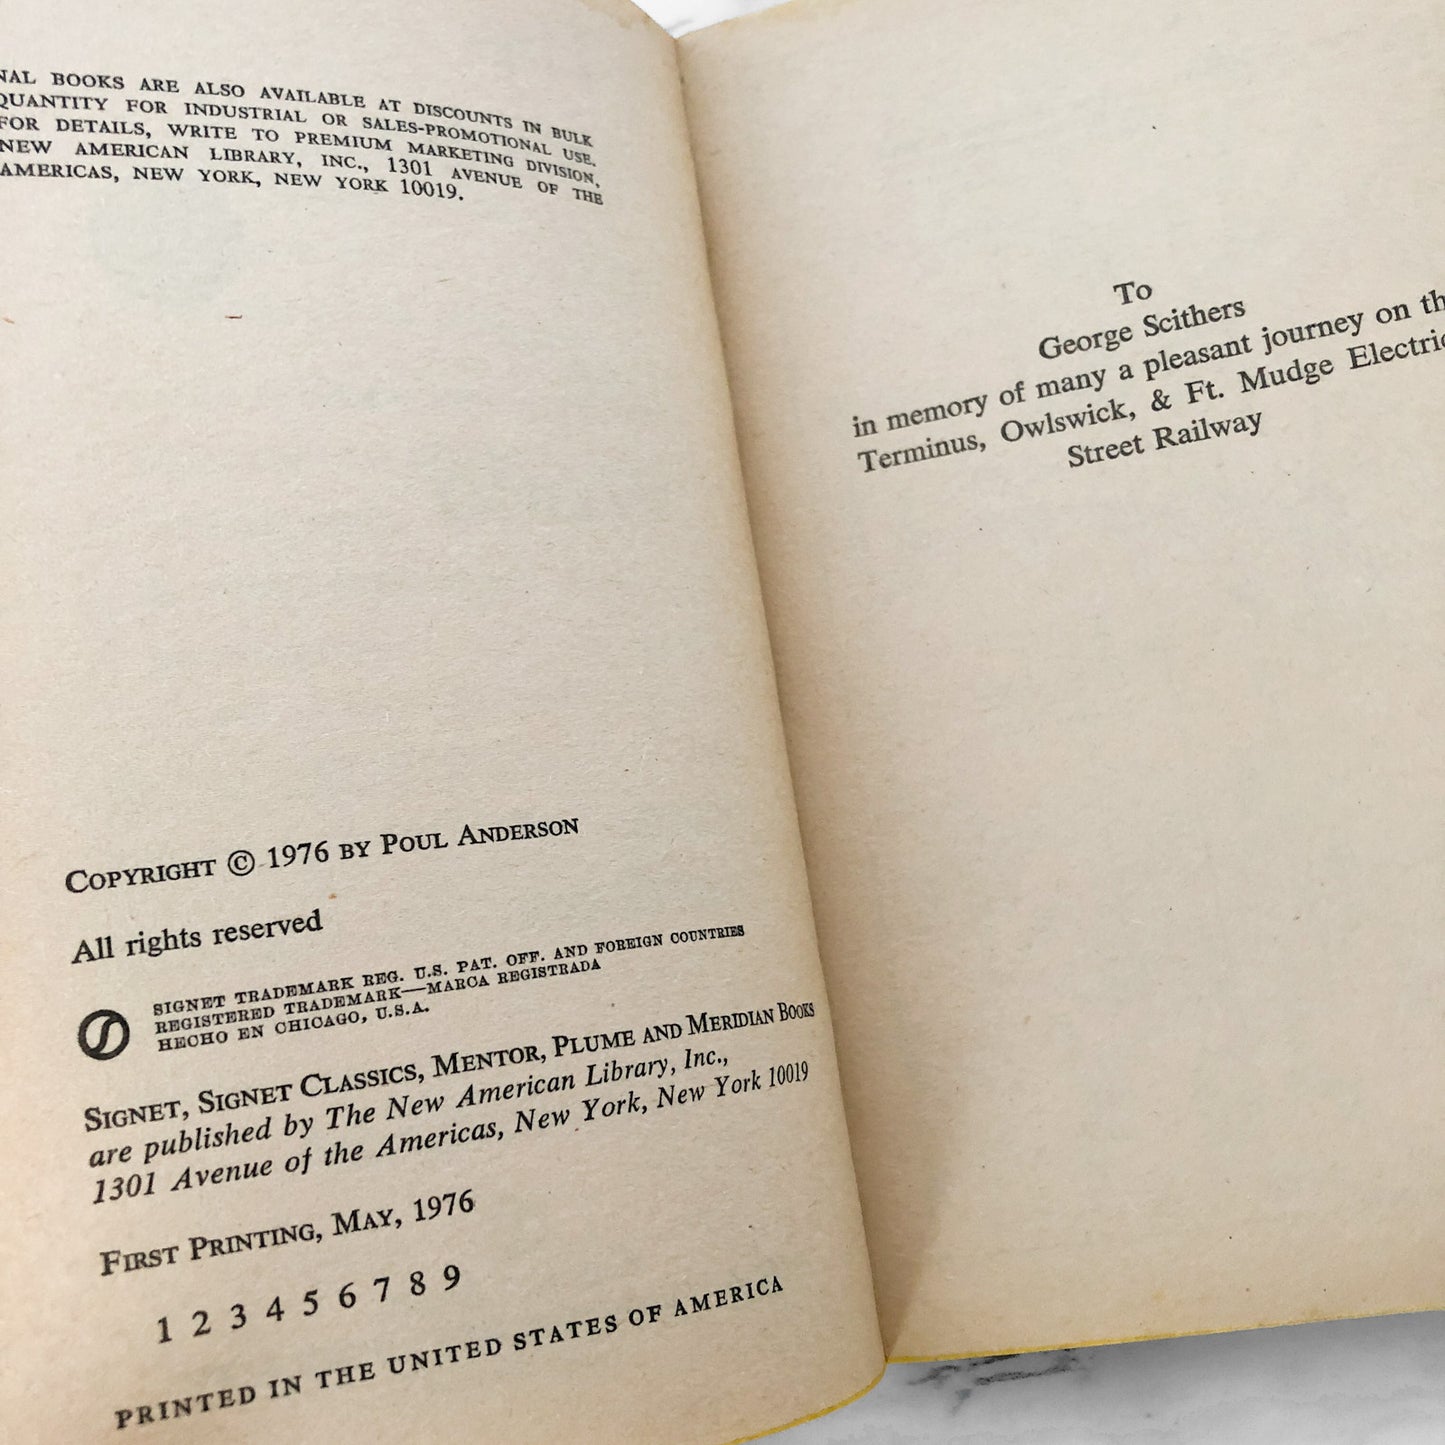 BOOKS ARE ALSO AVAILABLE AT DISCOUNTS IN BULK
QUANTITY FOR INDUSTRIAL OR SALES-PROMOTIONAL USE.
FOR DETAILS, WRITE TO PREMIUM MARKETING DIVISION,
NEW AMERICAN LIBRARY, INC., 1301 AVENUE OF THE
AMERICAS, NEW YORK, NEW YORK 10019.
COPYRIGHT © 1976 BY POUL ANDERSON
All rights reserved
SIGNET TRADEMARK REG. U.S. PAT. OFF. AND FOREIGN COUNTRIES
REGISTERED TRADEMARK—MARCA REGISTRADA
HECHO EN CHICAGO, U.S.A.
SIGNET, SIGNET CLASSICS, MENTOR, PLUME AND MERIDIAN BOOKS
are published by The New American Library, Inc.,
1301 Avenue of the Americas, New York, New York 10019
FIRST PRINTING, MAY, 1976
1 2 3 4 5 6 7 8 9
PRINTED IN THE UNITED STATES OF AMERICA
To
George Scithers
in memory of many a pleasant journey on
Terminus, Owlswick, & Ft. Mudge Electric
Street Railway